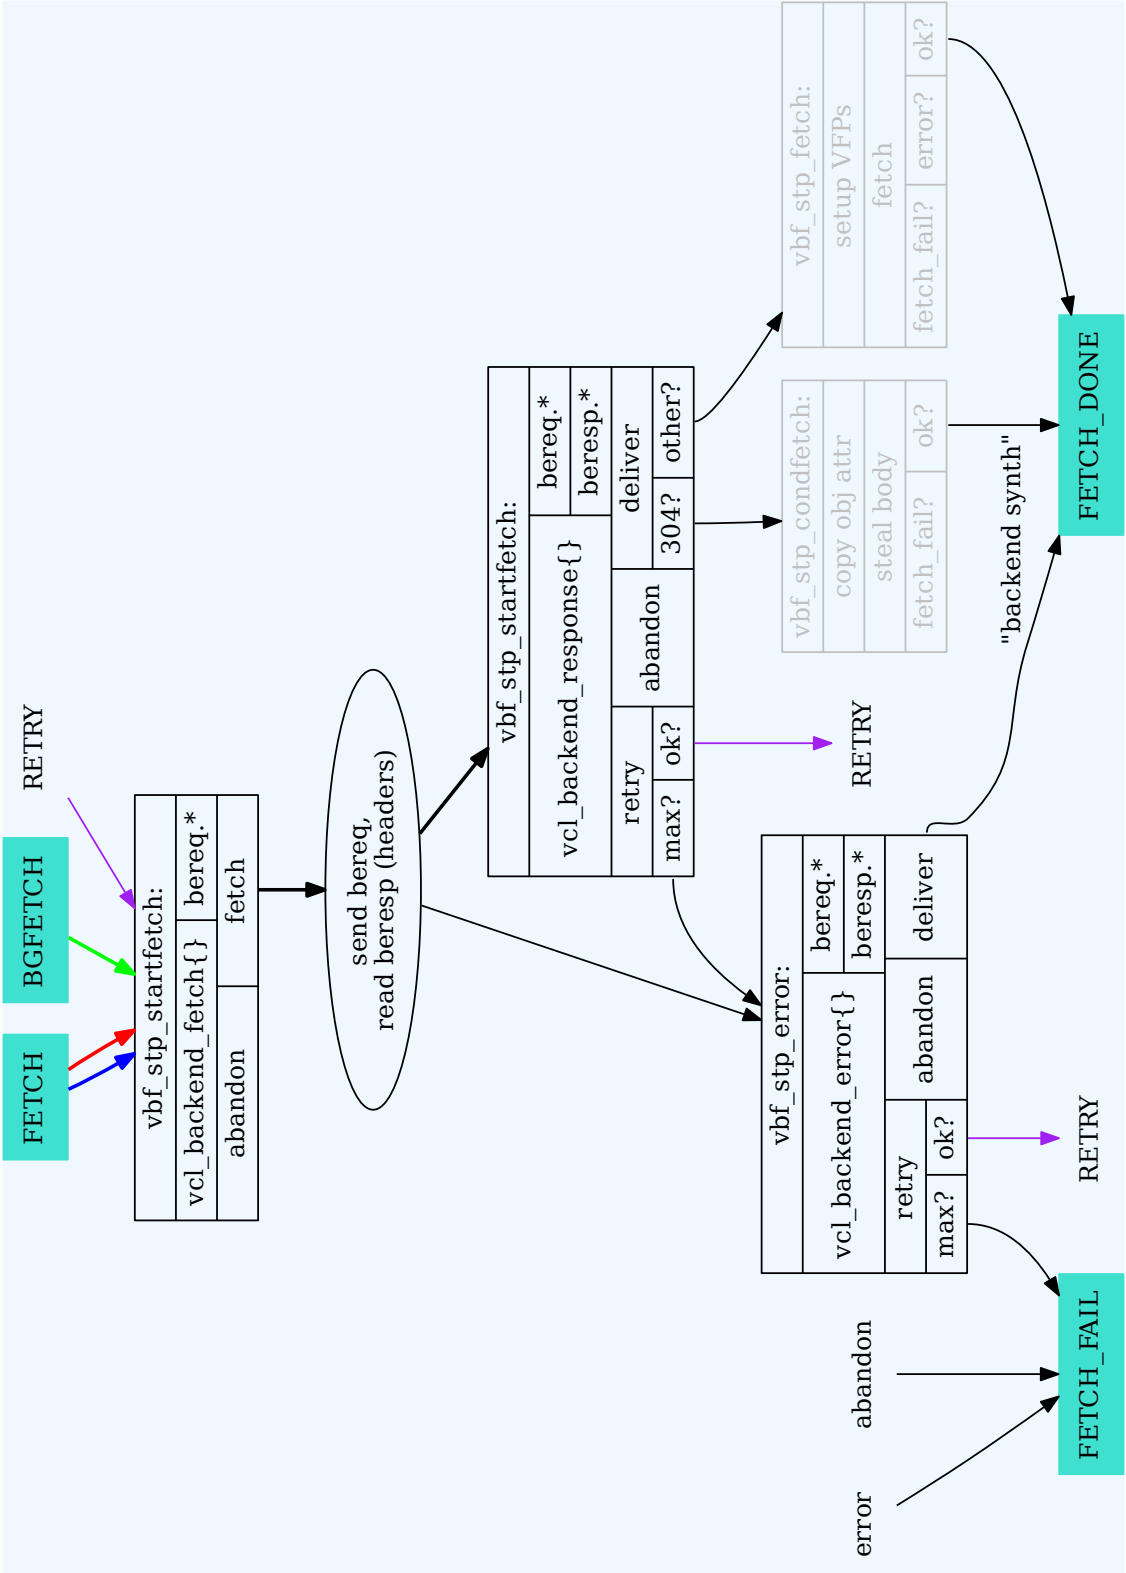 FETCH
BGFETCH
RETRY
vbf_stp_startfetch:
vcl_backend_fetch{}
bereq.*
abandon
fetch
send bereq,
read beresp (headers)
vbf_stp_startfetch:
vcl_backend_response{}
bereq.*
beresp.*
retry
max?
ok?
abandon
deliver
304?
other?
vbf_stp_error:
vcl_backend_error{}
bereq.*
beresp.*
retry
max?
ok?
abandon
deliver
vbf_stp_condfetch:
copy obj attr
steal body
fetch_fail?
ok?
vbf_stp_fetch:
setup VFPs
fetch
fetch_fail?
error?
ok?
error
abandon
RETRY
"backend synth"
FETCH_FAIL
RETRY
FETCH_DONE